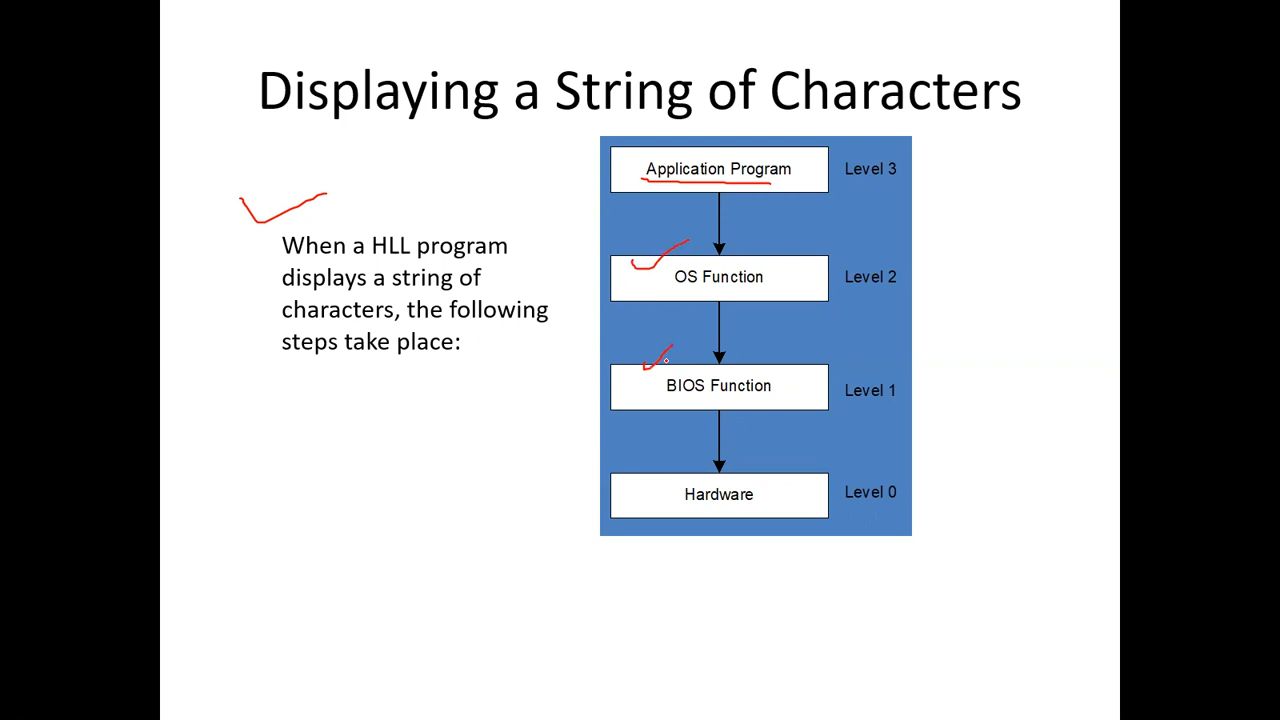 Displaying a String of Characters
When a HLL program
displays a string of
characters, the following
steps take place:
Application Program Level 3
OS Function Level 2
BIOS Function Level 1
Hardware Level 0